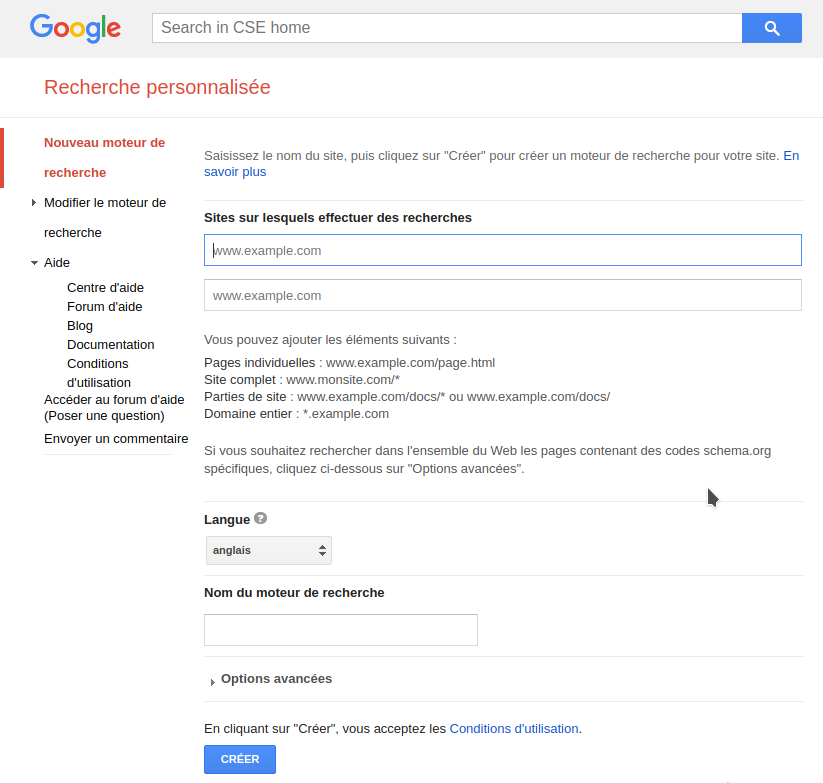 Google
Search in CSE home
Recherche personnalisée
Nouveau moteur de
recherche
Modifier le moteur de
recherche
Aide
Centre d'aide
Forum d'aide
Blog
Documentation
Conditions
d'utilisation
Accéder au forum d'aide
(Poser une question)
Envoyer un commentaire
Saisissez le nom du site, puis cliquez sur "Créer" pour créer un moteur de recherche pour votre site. En
savoir plus
Sites sur lesquels effectuer des recherches
www.example.com
www.example.com
Vous pouvez ajouter les éléments suivants :
Pages individuelles : www.example.com/page.html
Site complet : www.monsite.com/*
Parties de site : www.example.com/docs/* ou www.example.com/docs/
Domaine entier : *.example.com
Si vous souhaitez rechercher dans l'ensemble du Web les pages contenant des codes schema.org
spécifiques, cliquez ci-dessous sur "Options avancées".
Langue ?
anglais
Nom du moteur de recherche
Options avancées
En cliquant sur "Créer", vous acceptez les Conditions d'utilisation.
CRÉER